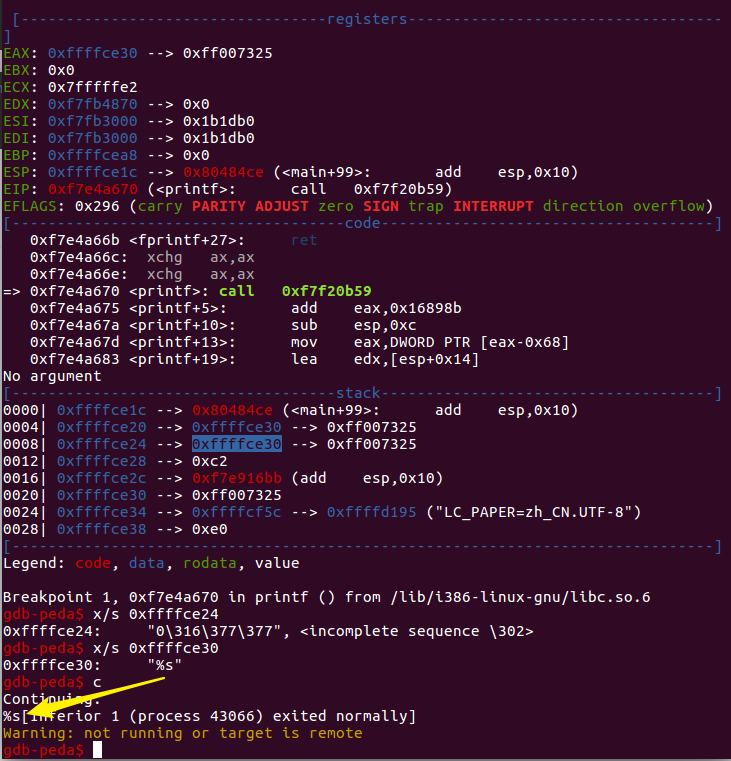 [----------------------------------registers-----------------------------------
]
EAX: 0xffffce30 --> 0xff007325
EBX: 0x0
ECX: 0x7fffffe2
EDX: 0xf7fb4870 --> 0x0
ESI: 0xf7fb3000 --> 0x1b1db0
EDI: 0xf7fb3000 --> 0x1b1db0
EBP: 0xffffcea8 --> 0x0
ESP: 0xffffce1c --> 0x80484ce (<main+99>: add esp,0x10)
EIP: 0xf7e4a670 (<printf>: call 0xf7f20b59)
EFLAGS: 0x296 (carry PARITY ADJUST zero SIGN trap INTERRUPT direction overflow)
[-------------------------------------code-------------------------------------]
0xf7e4a66b <fprintf+27>: ret
0xf7e4a66c: xchg ax,ax
0xf7e4a66e: xchg ax,ax
=> 0xf7e4a670 <printf>: call 0xf7f20b59
0xf7e4a675 <printf+5>: add eax,0x16898b
0xf7e4a67a <printf+10>: sub esp,0xc
0xf7e4a67d <printf+13>: mov eax,DWORD PTR [eax-0x68]
0xf7e4a683 <printf+19>: lea edx,[esp+0x14]
No argument
[------------------------------------stack-------------------------------------]
0000| 0xffffce1c --> 0x80484ce (<main+99>: add esp,0x10)
0004| 0xffffce20 --> 0xffffce30 --> 0xff007325
0008| 0xffffce24 --> 0xffffce30 --> 0xff007325
0012| 0xffffce28 --> 0xc2
0016| 0xffffce2c --> 0xf7e916bb (add esp,0x10)
0020| 0xffffce30 --> 0xff007325
0024| 0xffffce34 --> 0xffffcf5c --> 0xffffd195 ("LC_PAPER=zh_CN.UTF-8")
0028| 0xffffce38 --> 0xe0
[------------------------------------------------------------------------------]
Legend: code, data, rodata, value

Breakpoint 1, 0xf7e4a670 in printf () from /lib/i386-linux-gnu/libc.so.6
gdb-peda$ x/s 0xffffce24
0xffffce24: "0\316\377\377", <incomplete sequence \302>
gdb-peda$ x/s 0xffffce30
0xffffce30: "%s"
gdb-peda$ c
Continuing.
%s[Inferior 1 (process 43066) exited normally]
Warning: not running or target is remote
gdb-peda$